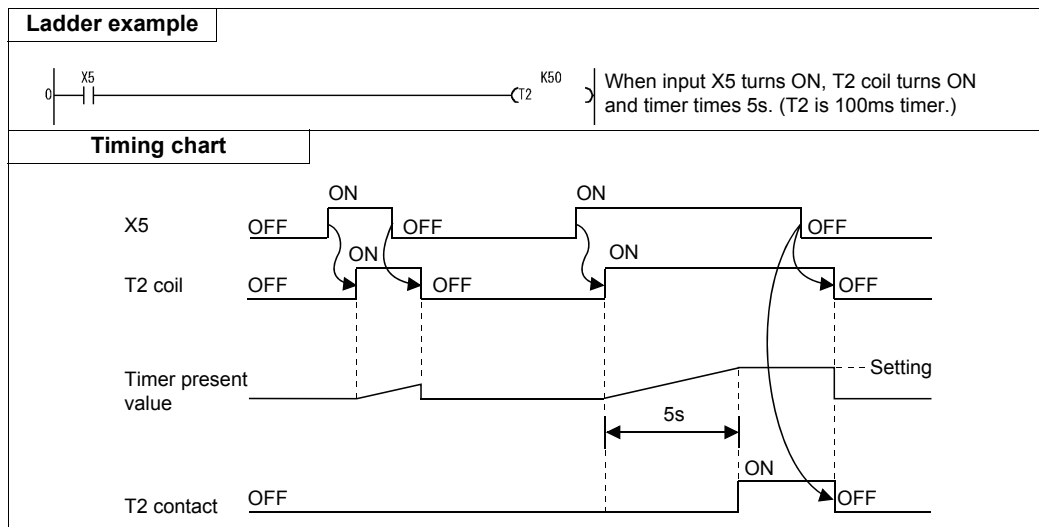 Ladder example
X5
K50
0
T2
When input X5 turns ON, T2 coil turns ON
and timer times 5s. (T2 is 100ms timer.)
Timing chart
ON
ON
X5
OFF
OFF
OFF
ON
ON
T2 coil
OFF
OFF
OFF
Timer present
value
Setting
5s
ON
T2 contact
OFF
OFF